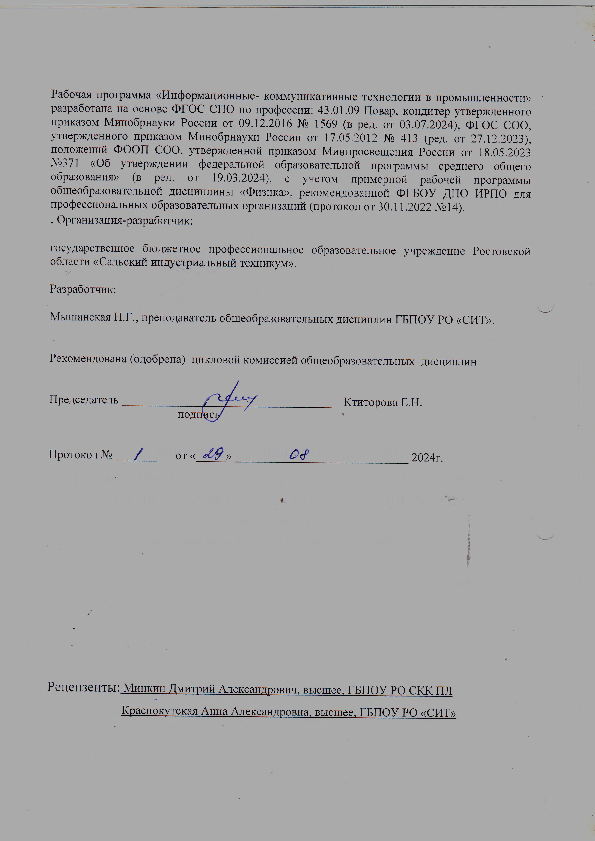 Рабочая программа «Информационные- коммуникативные технологии в промышленности»
разработана на основе ФГОС СПО по профессии: 43.01.09 Повар, кондитер утвержденного
приказом Минобрнауки России от 09.12.2016 № 1569 (в ред. от 03.07.2024), ФГОС СОО,
утвержденного приказом Минобрнауки России от 17.05.2012 № 413 (ред. от 27.12.2023),
положений ФООП СОО, утвержденной приказом Минпросвещения России от 18.05.2023
№371 «Об утверждении федеральной образовательной программы среднего общего
образования» (в ред. от 19.03.2024), с учетом примерной рабочей программы
общеобразовательной дисциплины «Физика», рекомендованной ФГБОУ ДПО ИРПО для
профессиональных образовательных организаций (протокол от 30.11.2022 №14).
. Организация-разработчик:
государственное бюджетное профессиональное образовательное учреждение Ростовской
области «Сальский индустриальный техникум».
Разработчик:
Мышанская Н.Г., преподаватель общеобразовательных дисциплин ГБПОУ РО «СИТ».
Рекомендована (одобрена) цикловой комиссией общеобразовательных дисциплин
Председатель Ктиторова Е.Н.
подпись
Протокол № 1 от « 29 » 08 2024г.
Рецензенты: Минкин Дмитрий Александрович, высшее, ГБПОУ РО СККПЛ
Краснокутская Анна Александровна, высшее, ГБПОУ РО «СИТ»